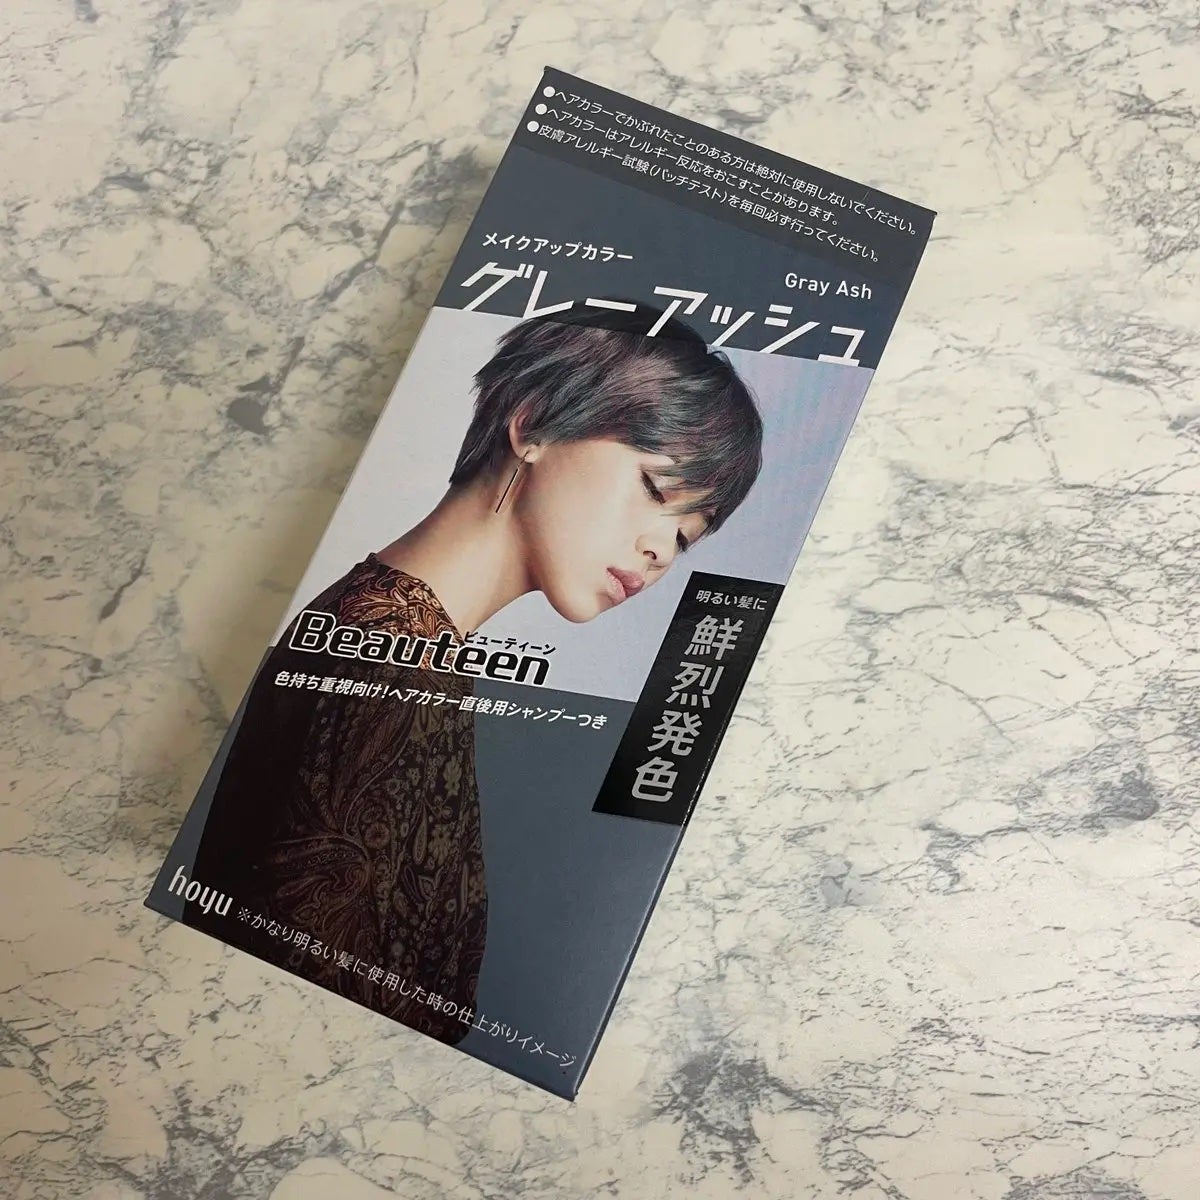 ●ヘアカラーでかぶれたことのある方は絶対に使用しないでください。
●ヘアカラーはアレルギー反応をおこすことがあります。
●皮膚アレルギー試験(パッチテスト)を毎回必ず行ってください。
メイクアップカラー
Gray Ash
グレーアッシュ
明るい髪に
鮮烈発色
ビューティーン
Beauteen
色持ち重視向け!ヘアカラー直後用シャンプーつき
hoyu
※かなり明るい髪に使用した時の仕上がりイメージ